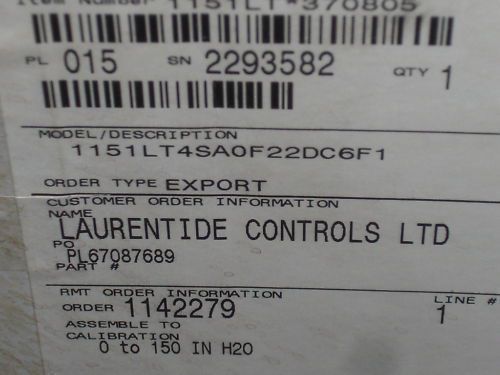 Item Number 1151LT*370805
PL 015 SN 2293582 QTY 1
MODEL/DESCRIPTION
1151LT4SA0F22DC6F1
ORDER TYPE EXPORT
CUSTOMER ORDER INFORMATION
NAME
LAURENTIDE CONTROLS LTD
PO
PL67087689
PART #
RMT ORDER INFORMATION LINE #
ORDER 1142279 1
ASSEMBLE TO
CALIBRATION
0 to 150 IN H2O